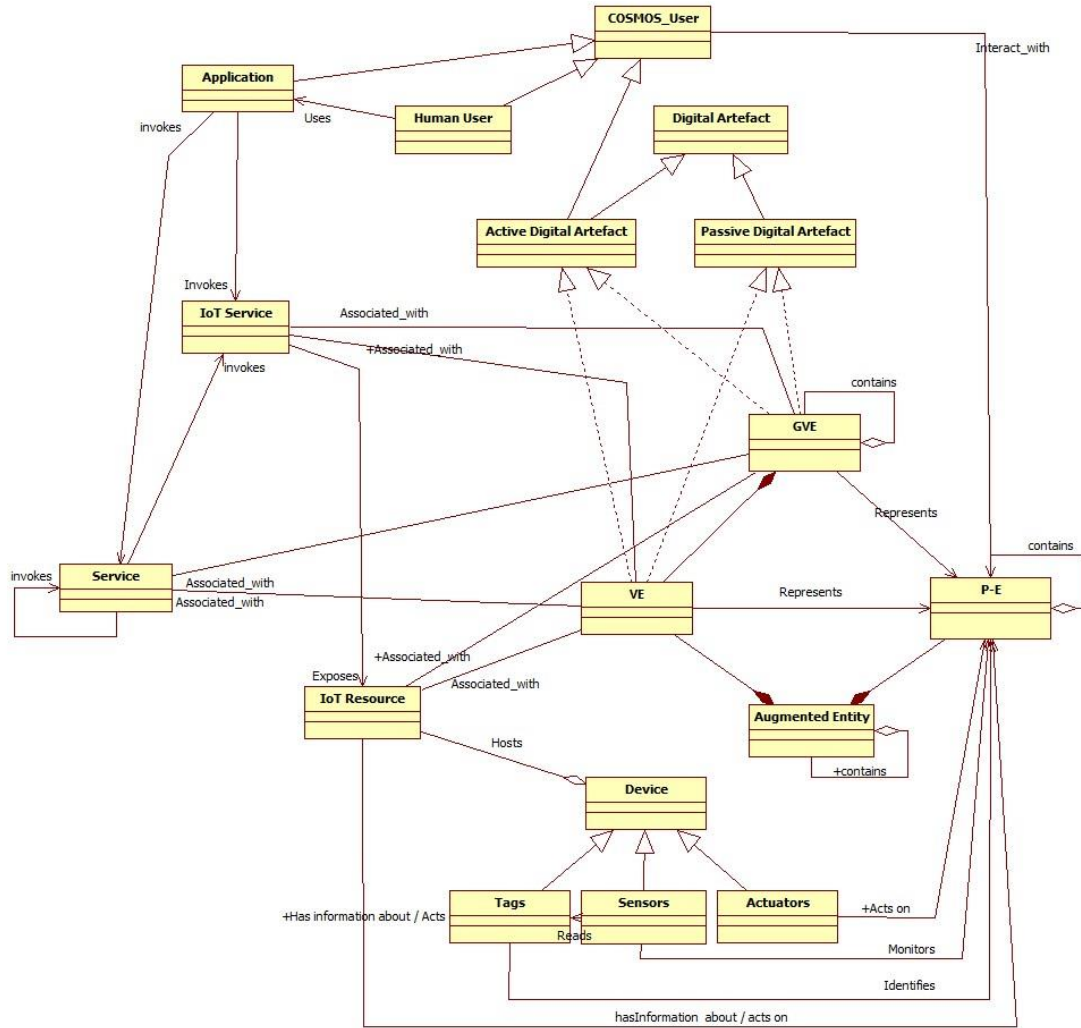 COSMOS_User
Interact_with
Application
invokes
Uses
Human User
Digital Artefact
Active Digital Artefact
Passive Digital Artefact
Invokes
IoT Service
Associated_with
+Associated_with
invokes
contains
GVE
Represents
contains
invokes
Service
Associated_with
Associated_with
VE
Represents
P-E
+Associated_with
Exposes
Associated_with
IoT Resource
Augmented Entity
Hosts
+contains
Device
Tags
Sensors
Actuators
+Has information about / Acts
+Acts on
Reads
Monitors
Identifies
hasInformation about / acts on